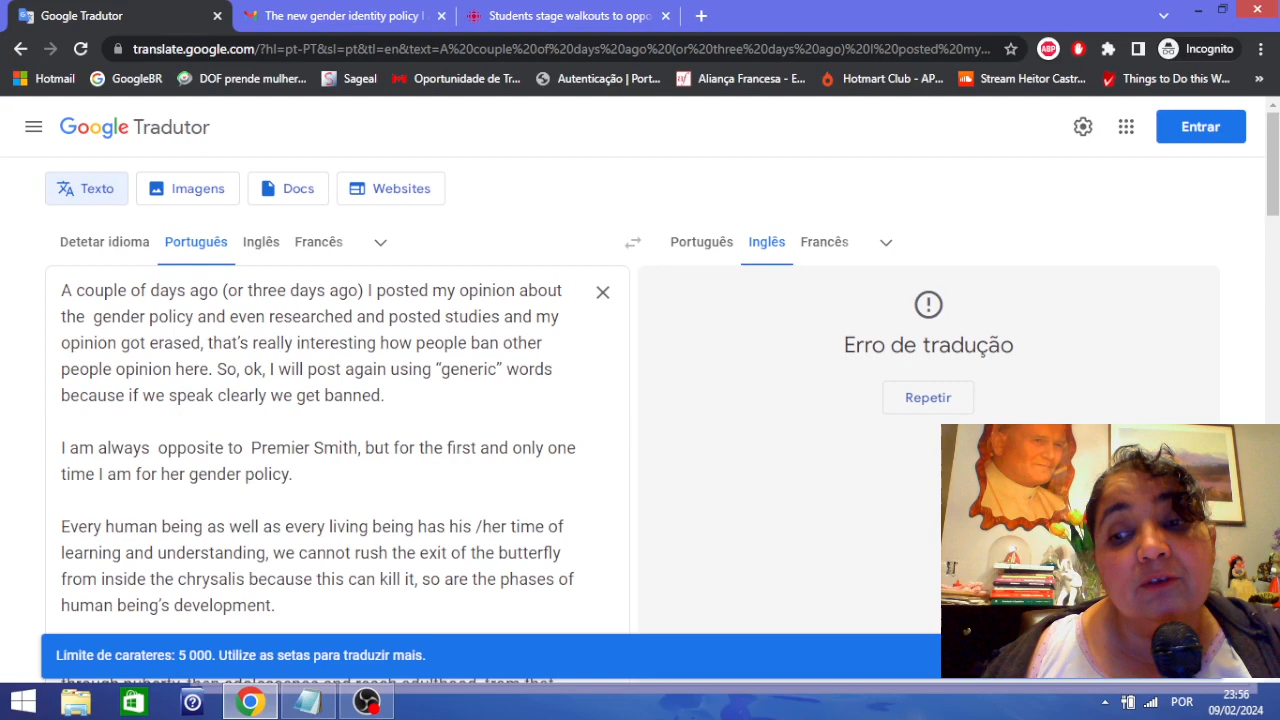 Google Tradutor
The new gender identity policy I
Students stage walkouts to oppo
translate.google.com/?hl=pt-PT&sl=pt&tl=en&text=A%20couple%20of%20days%20ago%20(or%20three%20days%20ago)%20I%20posted%20my...
ABP
Incognito
Hotmail
GoogleBR
DOF prende mulher...
Sageal
Oportunidade de Tr...
Autenticação | Port...
Aliança Francesa - E...
Hotmart Club - AP...
Stream Heitor Castr...
Things to Do this W...
»
Google Tradutor
Entrar
Texto
Imagens
Docs
Websites
Detetar idioma
Português
Inglês
Francês
Português
Inglês
Francês
A couple of days ago (or three days ago) I posted my opinion about
the gender policy and even researched and posted studies and my
opinion got erased, that’s really interesting how people ban other
people opinion here. So, ok, I will post again using “generic” words
because if we speak clearly we get banned.
I am always opposite to Premier Smith, but for the first and only one
time I am for her gender policy.
Every human being as well as every living being has his /her time of
learning and understanding, we cannot rush the exit of the butterfly
from inside the chrysalis because this can kill it, so are the phases of
human being’s development.
Erro de tradução
Repetir
Limite de carateres: 5 000. Utilize as setas para traduzir mais.
through puberty, then adolescence and reach adulthood, from that
POR
23:56
09/02/2024